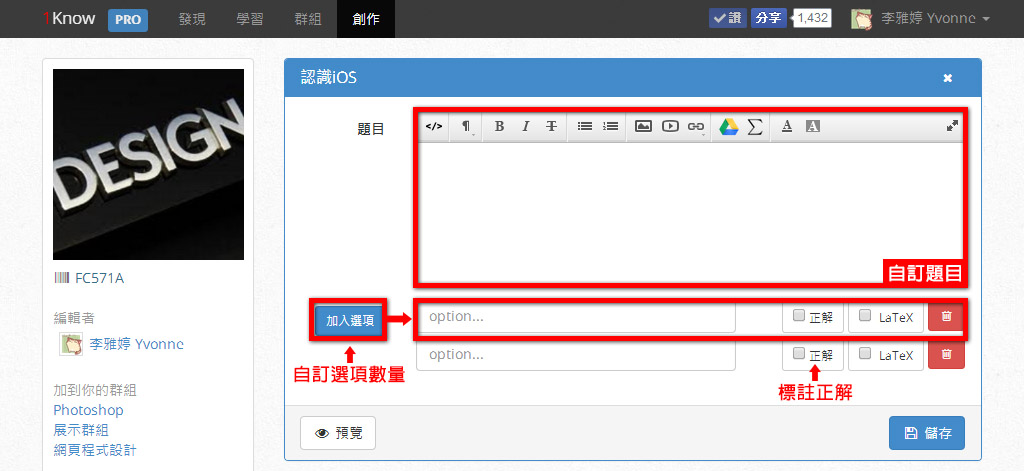 1Know PRO 發現 學習 群組 創作 讚 分享 1,432 李雅婷 Yvonne
DESIGN
FC571A
編輯者
李雅婷 Yvonne
加到你的群組
Photoshop
展示群組
網頁程式設計
認識iOS
題目
自訂題目
加入選項 option... 正解 LaTeX
option... 正解 LaTeX
自訂選項數量
標註正解
預覽 儲存